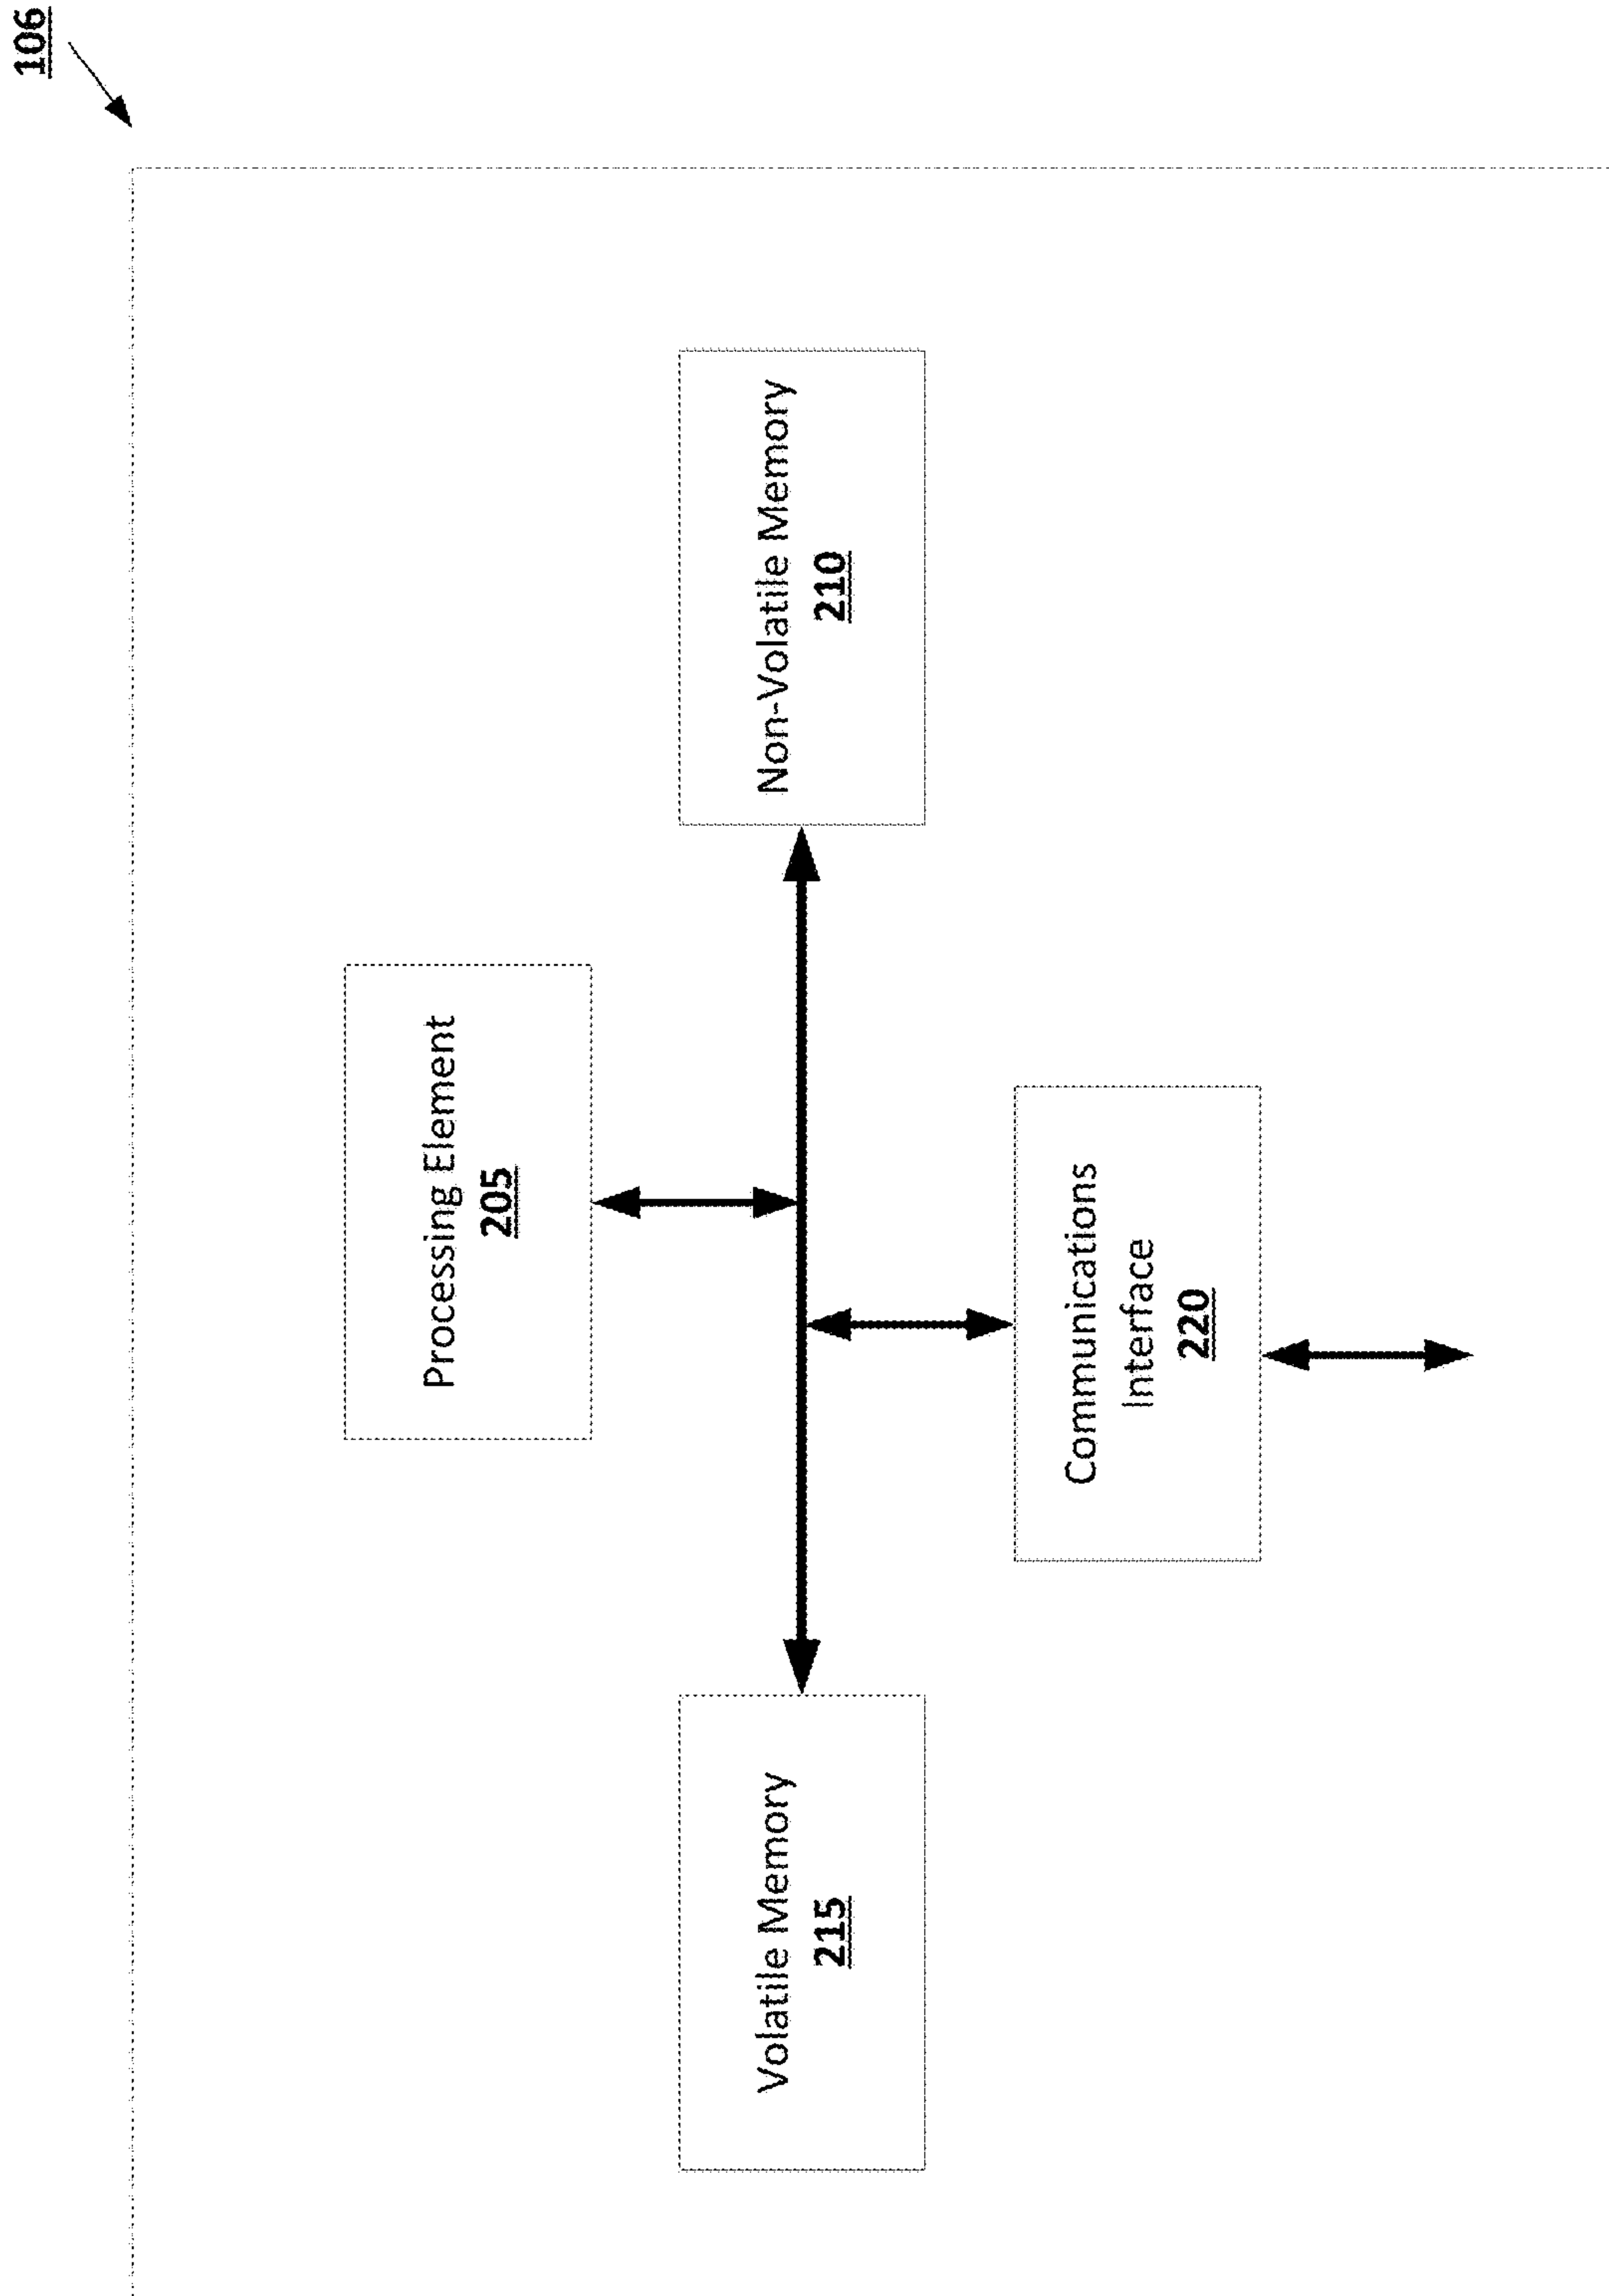 106
Processing Element
205
Volatile Memory
215
Non-Volatile Memory
210
Communications
Interface
220